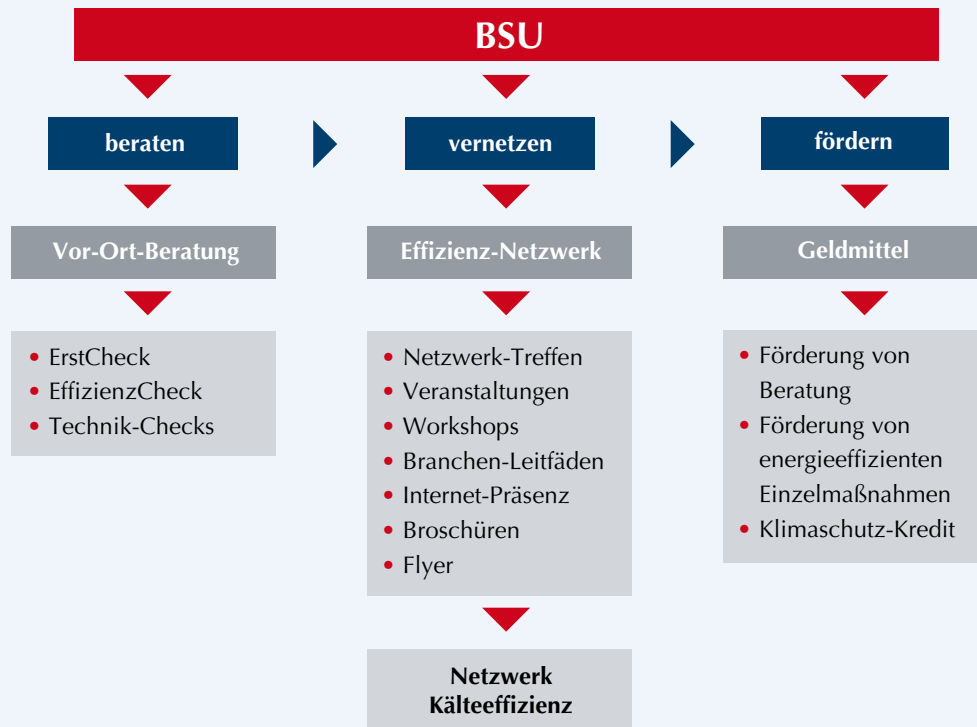 BSU
beraten
vernetzen
fördern
Vor-Ort-Beratung
Effizienz-Netzwerk
Geldmittel
• ErstCheck
• EffizienzCheck
• Technik-Checks
• Netzwerk-Treffen
• Veranstaltungen
• Workshops
• Branchen-Leitfäden
• Internet-Präsenz
• Broschüren
• Flyer
• Förderung von
Beratung
• Förderung von
energieeffizienten
Einzelmaßnahmen
• Klimaschutz-Kredit
Netzwerk
Kälteeffizienz